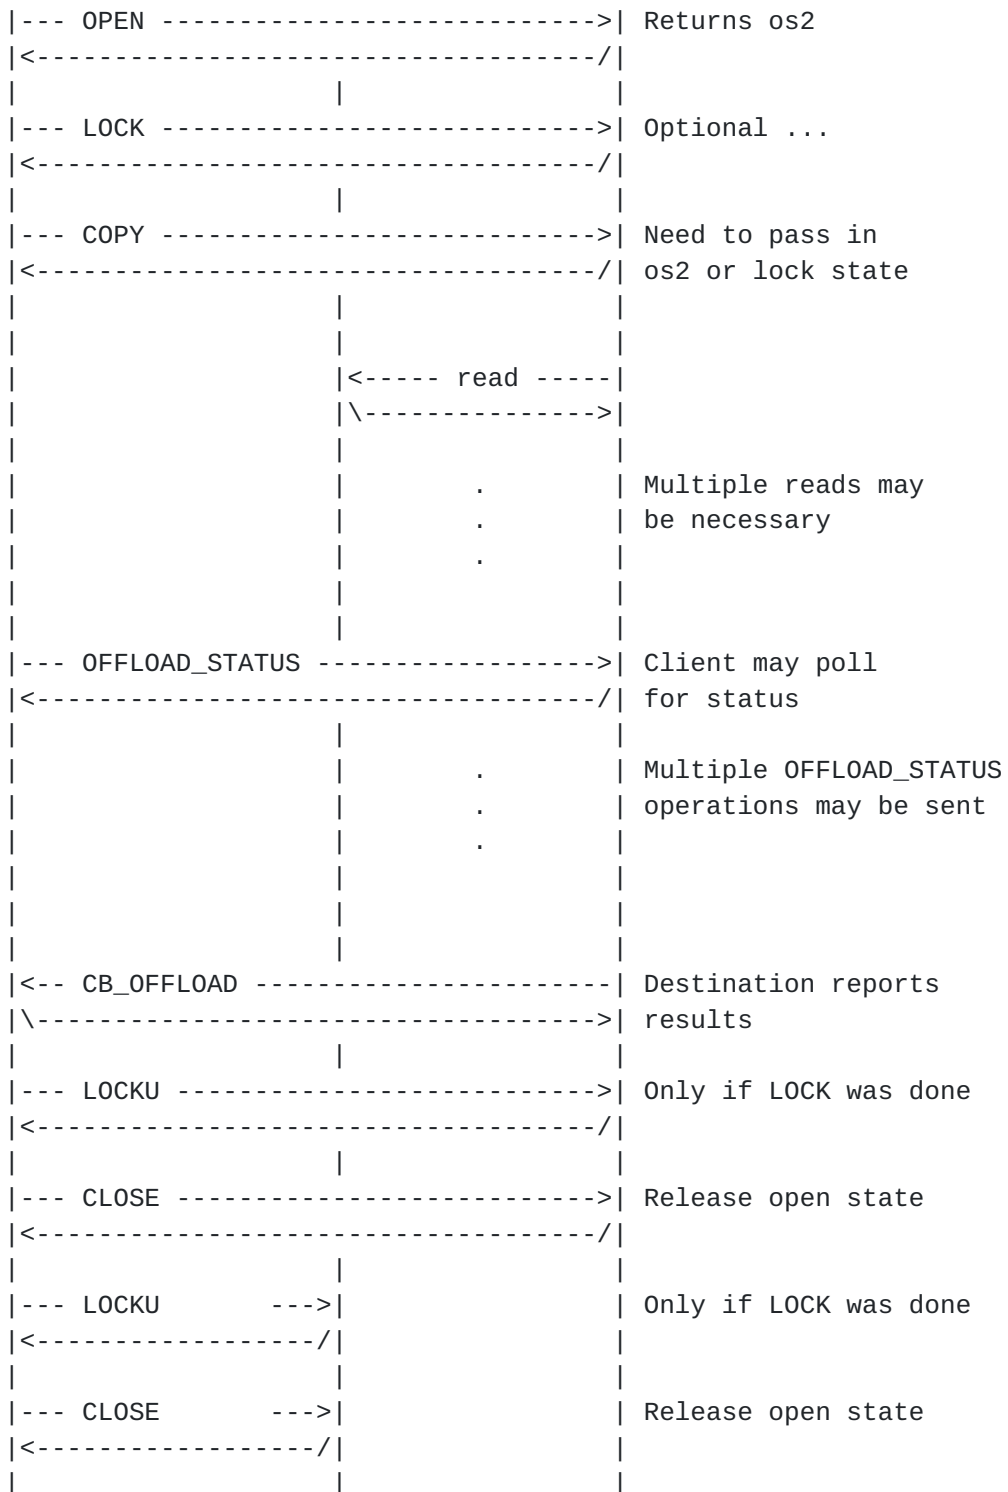 |--- OPEN ---------------------------->| Returns os2
|<------------------------------------/|
|                    |                 |
|--- LOCK ---------------------------->| Optional ...
|<------------------------------------/|
|                    |                 |
|--- COPY ---------------------------->| Need to pass in
|<------------------------------------/| os2 or lock state
|                    |                 |
|                    |                 |
|                    |<----- read -----|
|                    |\--------------->|
|                    |                 |
|                    |        .        | Multiple reads may
|                    |        .        | be necessary
|                    |        .        |
|                    |                 |
|                    |                 |
|--- OFFLOAD_STATUS ------------------>| Client may poll
|<------------------------------------/| for status
|                    |                 |
|                    |        .        | Multiple OFFLOAD_STATUS
|                    |        .        | operations may be sent
|                    |        .        |
|                    |                 |
|                    |                 |
|                    |                 |
|<-- CB_OFFLOAD -----------------------| Destination reports
|\------------------------------------>| results
|                    |                 |
|--- LOCKU --------------------------->| Only if LOCK was done
|<------------------------------------/|
|                    |                 |
|--- CLOSE --------------------------->| Release open state
|<------------------------------------/|
|                    |                 |
|--- LOCKU       --->|                 | Only if LOCK was done
|<------------------/|                 |
|                    |                 |
|--- CLOSE       --->|                 | Release open state
|<------------------/|                 |
|                    |                 |